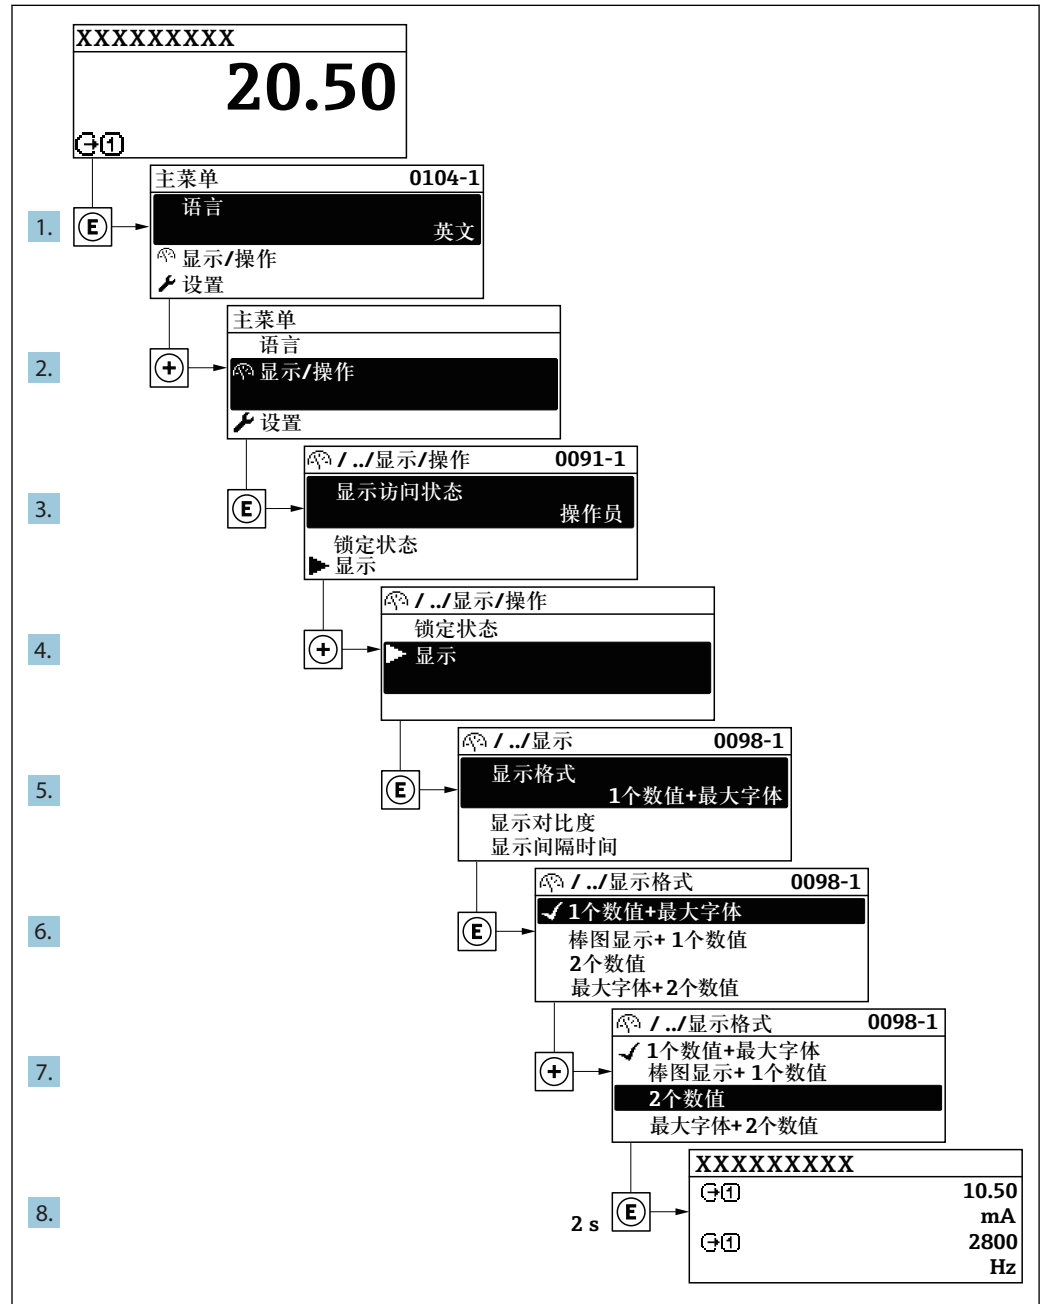 XXXXXXXXX
20.50
1
主菜单 0104-1
语言
英文
1. E
显示/操作
设置
主菜单
语言
2. + 显示/操作
设置
/ ../显示/操作 0091-1
显示访问状态
3. E 操作员
锁定状态
显示
/ ../显示/操作
锁定状态
4. + 显示
/ ../显示 0098-1
显示格式
5. E 1个数值+最大字体
显示对比度
显示间隔时间
/ ../显示格式 0098-1
1个数值+最大字体
6. E 棒图显示+ 1个数值
2个数值
最大字体+2个数值
/ ../显示格式 0098-1
1个数值+最大字体
7. + 棒图显示+ 1个数值
2个数值
最大字体+2个数值
XXXXXXXXX
1 10.50
8. 2 s E mA
1 2800
Hz